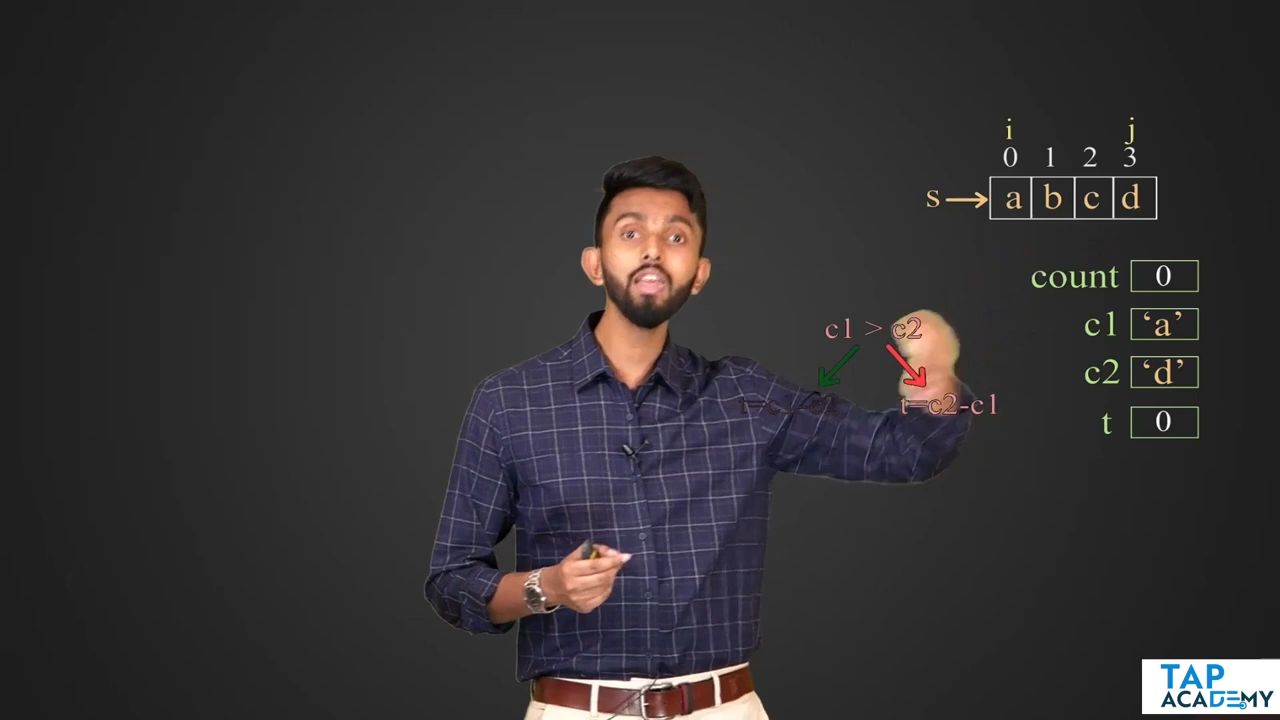 i j
0 1 2 3
s a b c d
count 0
c1 > c2
c1 'a'
c2 'd'
t=c2-c1
t 0
TAP
ACADEMY